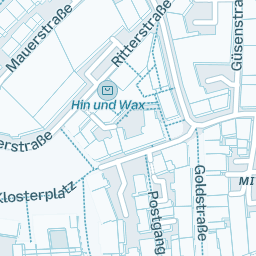 Mauerstraße
Ritterstraße
Güsenstra
Hin und Wax
erstraße
Klosterplatz
Postgang
Goldstraße
MI